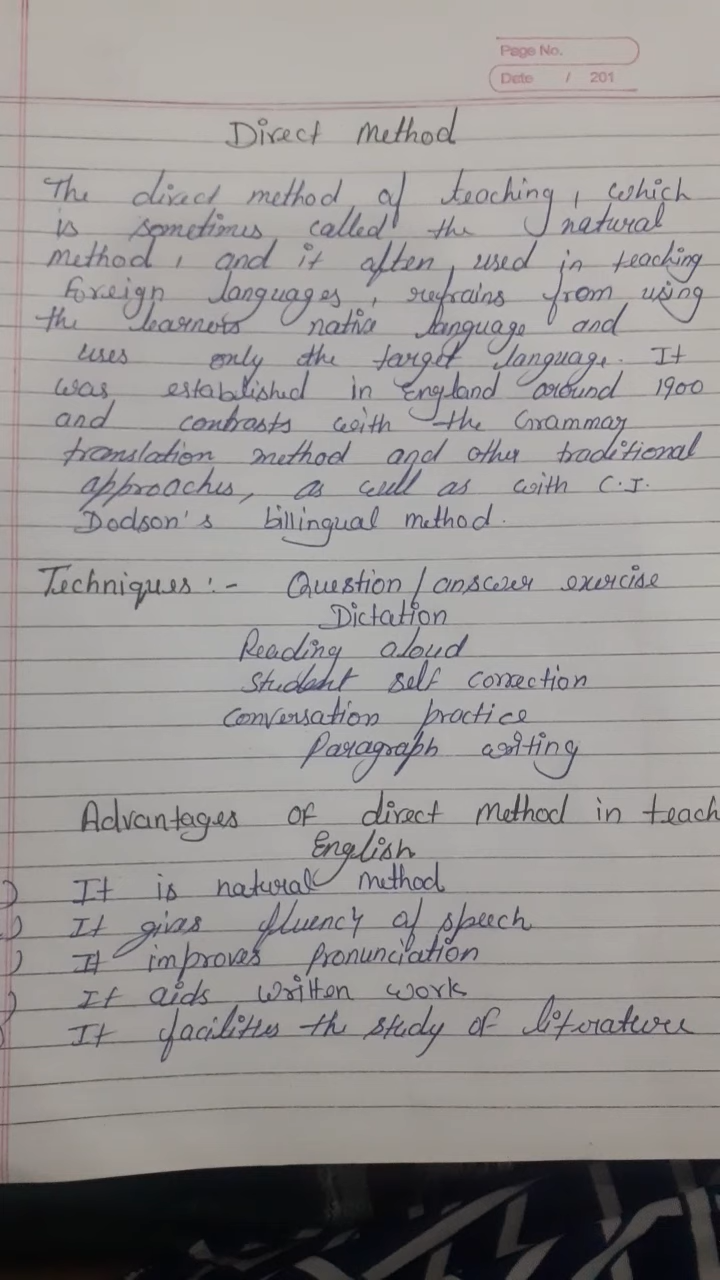 Page No.
Date / 201
Direct Method
The direct method of teaching, which
is sometimes called the natural
method, and it often used in teaching
Foreign languages, refrains from using
the learners native language and
uses only the target language. It
was established in England around 1900
and contrasts with the Grammar
translation method and other traditional
approaches, as well as with C.J.
Dodson's billingual method.
Techniques :- Question/answer exercise
Dictation
Reading aloud
Student self correction
Conversation practice
Paragraph writing
Advantages of direct method in teach
English
) It is natural method
) It gives fluency of speech
) It improves Pronunciation
) It aids written work
) It facilities the study of literature